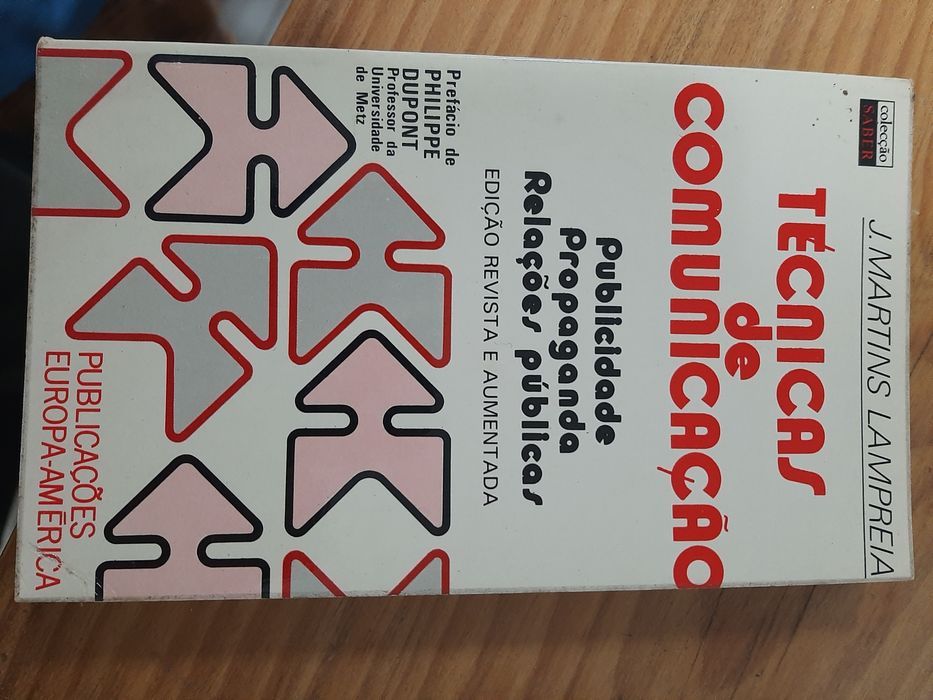 colecção
SABER
J. MARTINS LAMPREIA
TÉCNICAS
de
COMUNICAÇÃO
Publicidade
Propaganda
Relações públicas
EDIÇÃO REVISTA E AUMENTADA
Prefácio de
PHILIPPE
DUPONT
Professor da
Universidade
de Metz
PUBLICAÇÕES
EUROPA-AMÉRICA